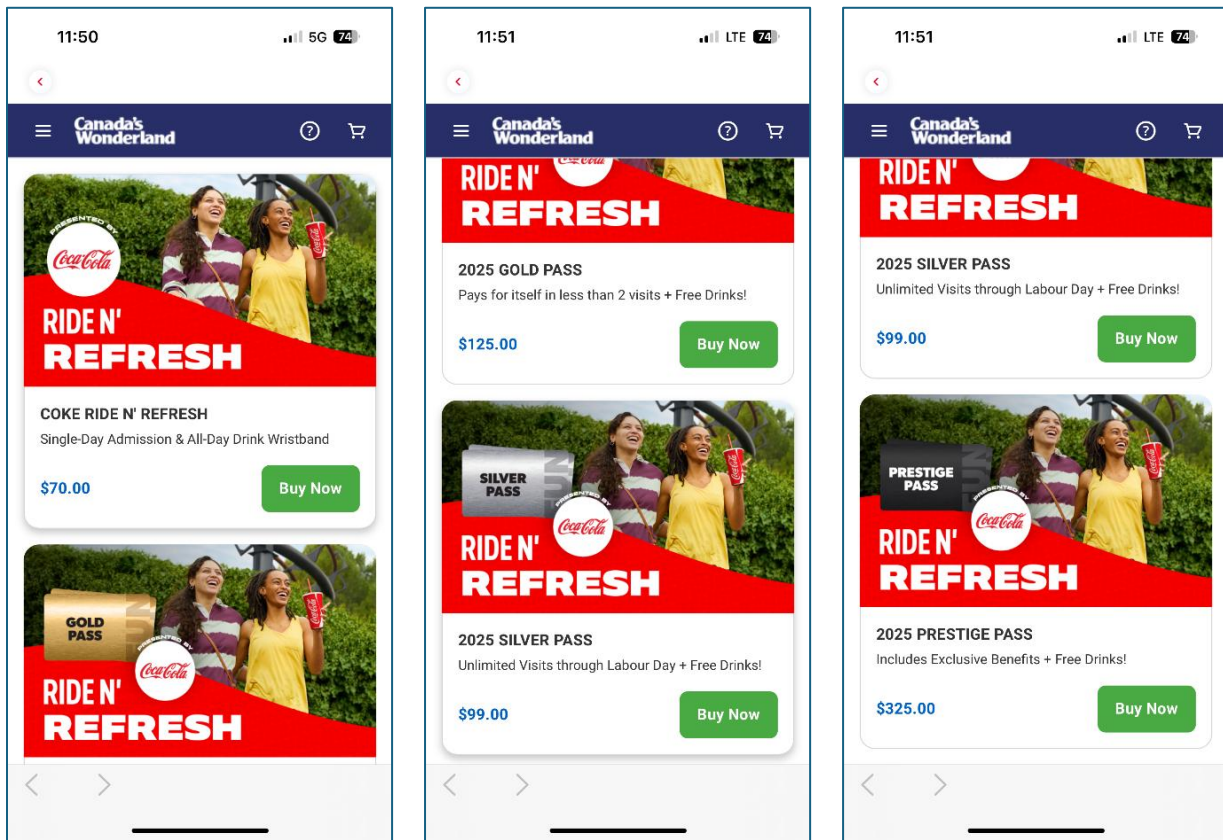 11:50
5G 74
Canada's
Wonderland
PRESENTED BY
Coca-Cola
RIDE N'
REFRESH
COKE RIDE N' REFRESH
Single-Day Admission & All-Day Drink Wristband
$70.00
Buy Now
GOLD
PASS
FUN
PRESENTED BY
Coca-Cola
RIDE N'
REFRESH
11:51
LTE 74
Canada's
Wonderland
Coca-Cola
RIDE N'
REFRESH
2025 GOLD PASS
Pays for itself in less than 2 visits + Free Drinks!
$125.00
Buy Now
SILVER
PASS
FUN
PRESENTED BY
Coca-Cola
RIDE N'
REFRESH
2025 SILVER PASS
Unlimited Visits through Labour Day + Free Drinks!
$99.00
Buy Now
11:51
LTE 74
Canada's
Wonderland
RIDE N'
REFRESH
2025 SILVER PASS
Unlimited Visits through Labour Day + Free Drinks!
$99.00
Buy Now
PRESTIGE
PASS
FUN
PRESENTED BY
Coca-Cola
RIDE N'
REFRESH
2025 PRESTIGE PASS
Includes Exclusive Benefits + Free Drinks!
$325.00
Buy Now